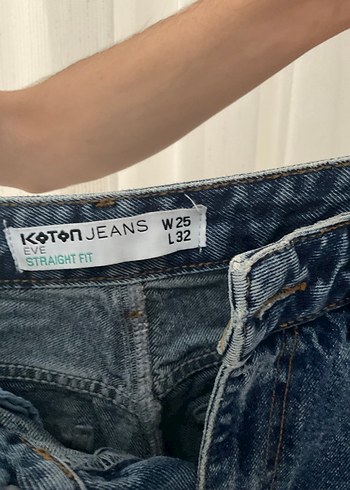 KOTON JEANS W 25
EVE L 32
STRAIGHT FIT